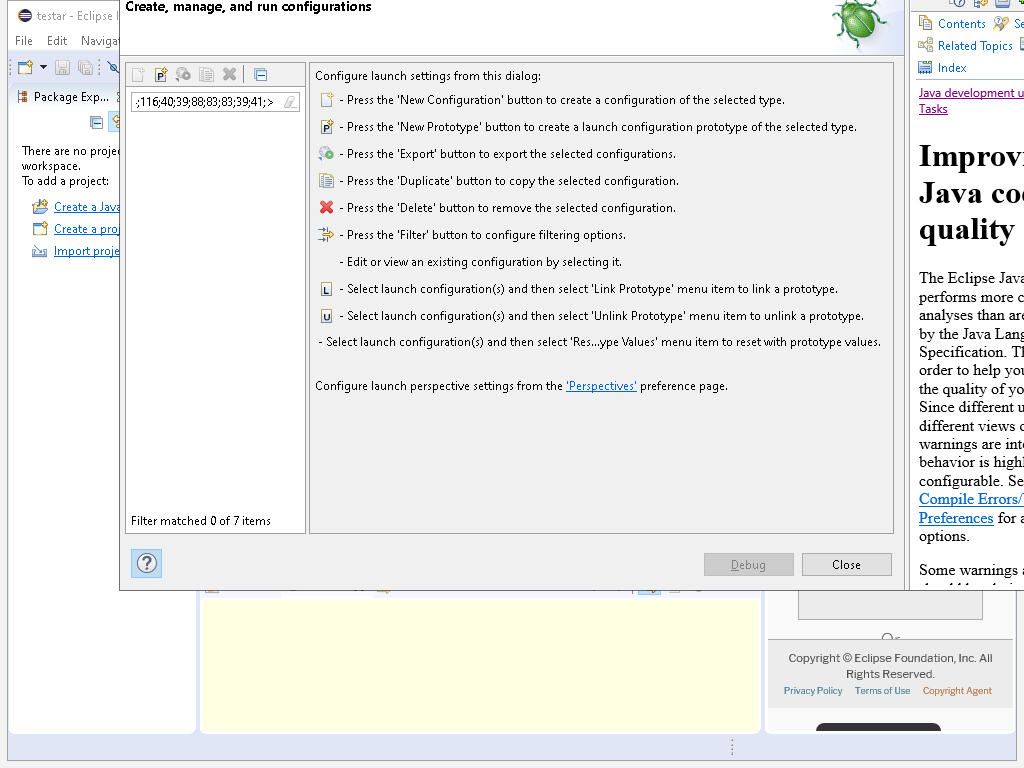 testar - Eclipse I
Create, manage, and run configurations
File Edit Naviga
Package Exp...
There are no proje
workspace.
To add a project:
Create a Java
Create a proj
Import proje
;116;40;39;88;83;83;39;41;>
Filter matched 0 of 7 items
Configure launch settings from this dialog:
- Press the 'New Configuration' button to create a configuration of the selected type.
- Press the 'New Prototype' button to create a launch configuration prototype of the selected type.
- Press the 'Export' button to export the selected configurations.
- Press the 'Duplicate' button to copy the selected configuration.
- Press the 'Delete' button to remove the selected configuration.
- Press the 'Filter' button to configure filtering options.
- Edit or view an existing configuration by selecting it.
L - Select launch configuration(s) and then select 'Link Prototype' menu item to link a prototype.
U - Select launch configuration(s) and then select 'Unlink Prototype' menu item to unlink a prototype.
- Select launch configuration(s) and then select 'Res...ype Values' menu item to reset with prototype values.
Configure launch perspective settings from the 'Perspectives' preference page.
?
Debug Close
Contents Se
Related Topics
Index
Java development u
Tasks
Improvi
Java co
quality
The Eclipse Java
performs more c
analyses than are
by the Java Lang
Specification. Th
order to help you
the quality of yo
Since different u
different views o
warnings are inte
behavior is highl
configurable. Se
Compile Errors/
Preferences for a
options.
Some warnings a
Or
Copyright © Eclipse Foundation, Inc. All
Rights Reserved.
Privacy Policy Terms of Use Copyright Agent